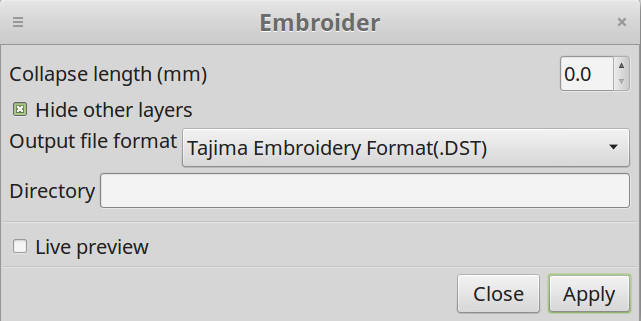 Embroider
Collapse length (mm) 0.0
Hide other layers
Output file format Tajima Embroidery Format(.DST)
Directory
Live preview
Close Apply